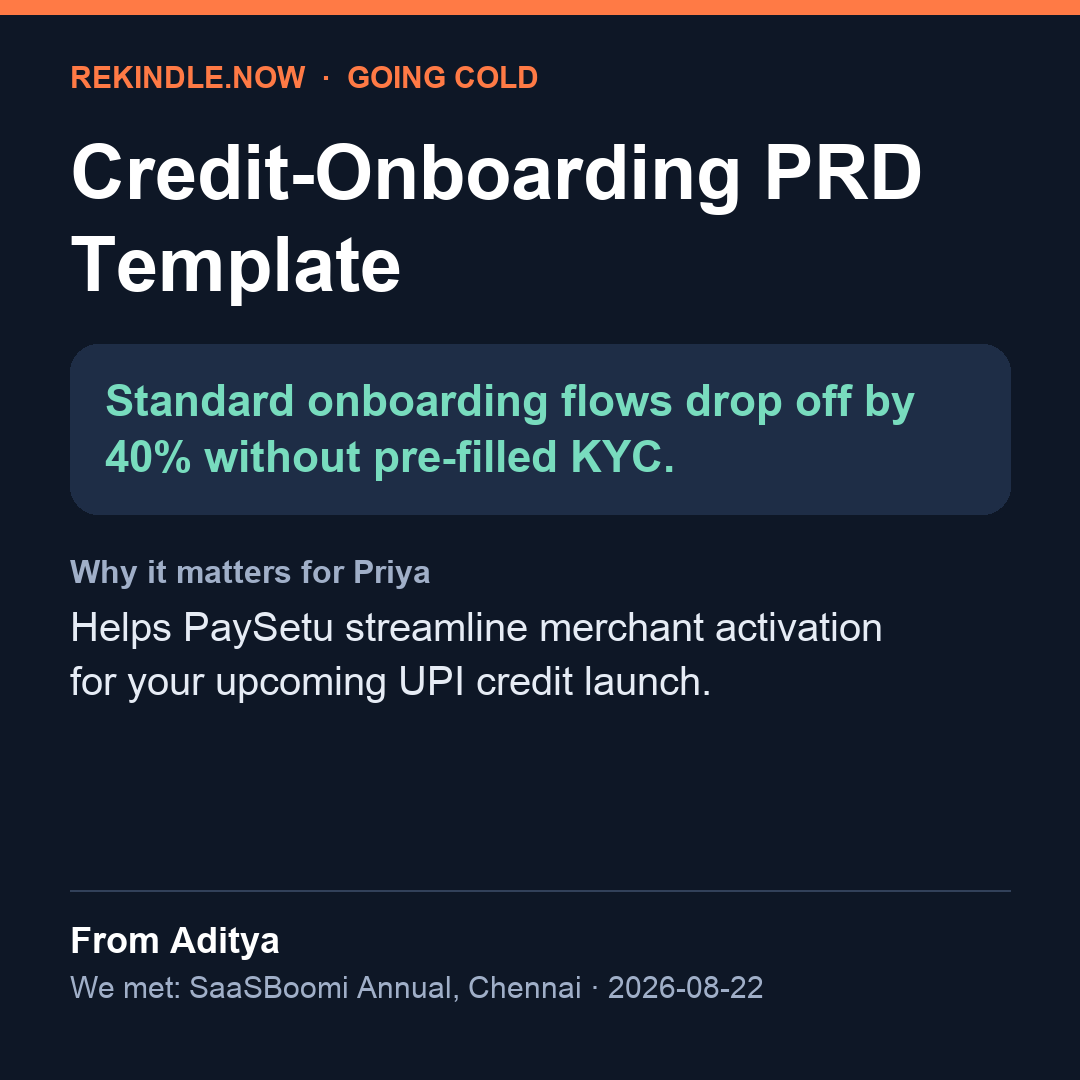 REKINDLE.NOW · GOING COLD
Credit-Onboarding PRD
Template
Standard onboarding flows drop off by
40% without pre-filled KYC.
Why it matters for Priya
Helps PaySetu streamline merchant activation
for your upcoming UPI credit launch.
From Aditya
We met: SaaSBoomi Annual, Chennai · 2026-08-22